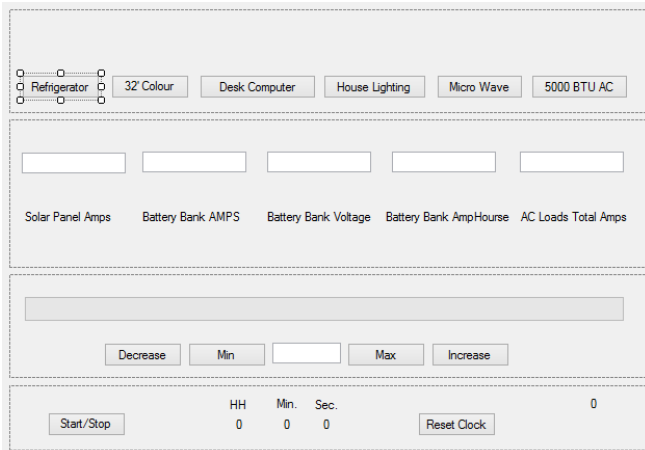 Refrigerator 32' Colour Desk Computer House Lighting Micro Wave 5000 BTU AC
Solar Panel Amps Battery Bank AMPS Battery Bank Voltage Battery Bank AmpHourse AC Loads Total Amps
Decrease Min Max Increase
HH Min. Sec. 0
Start/Stop 0 0 0 Reset Clock